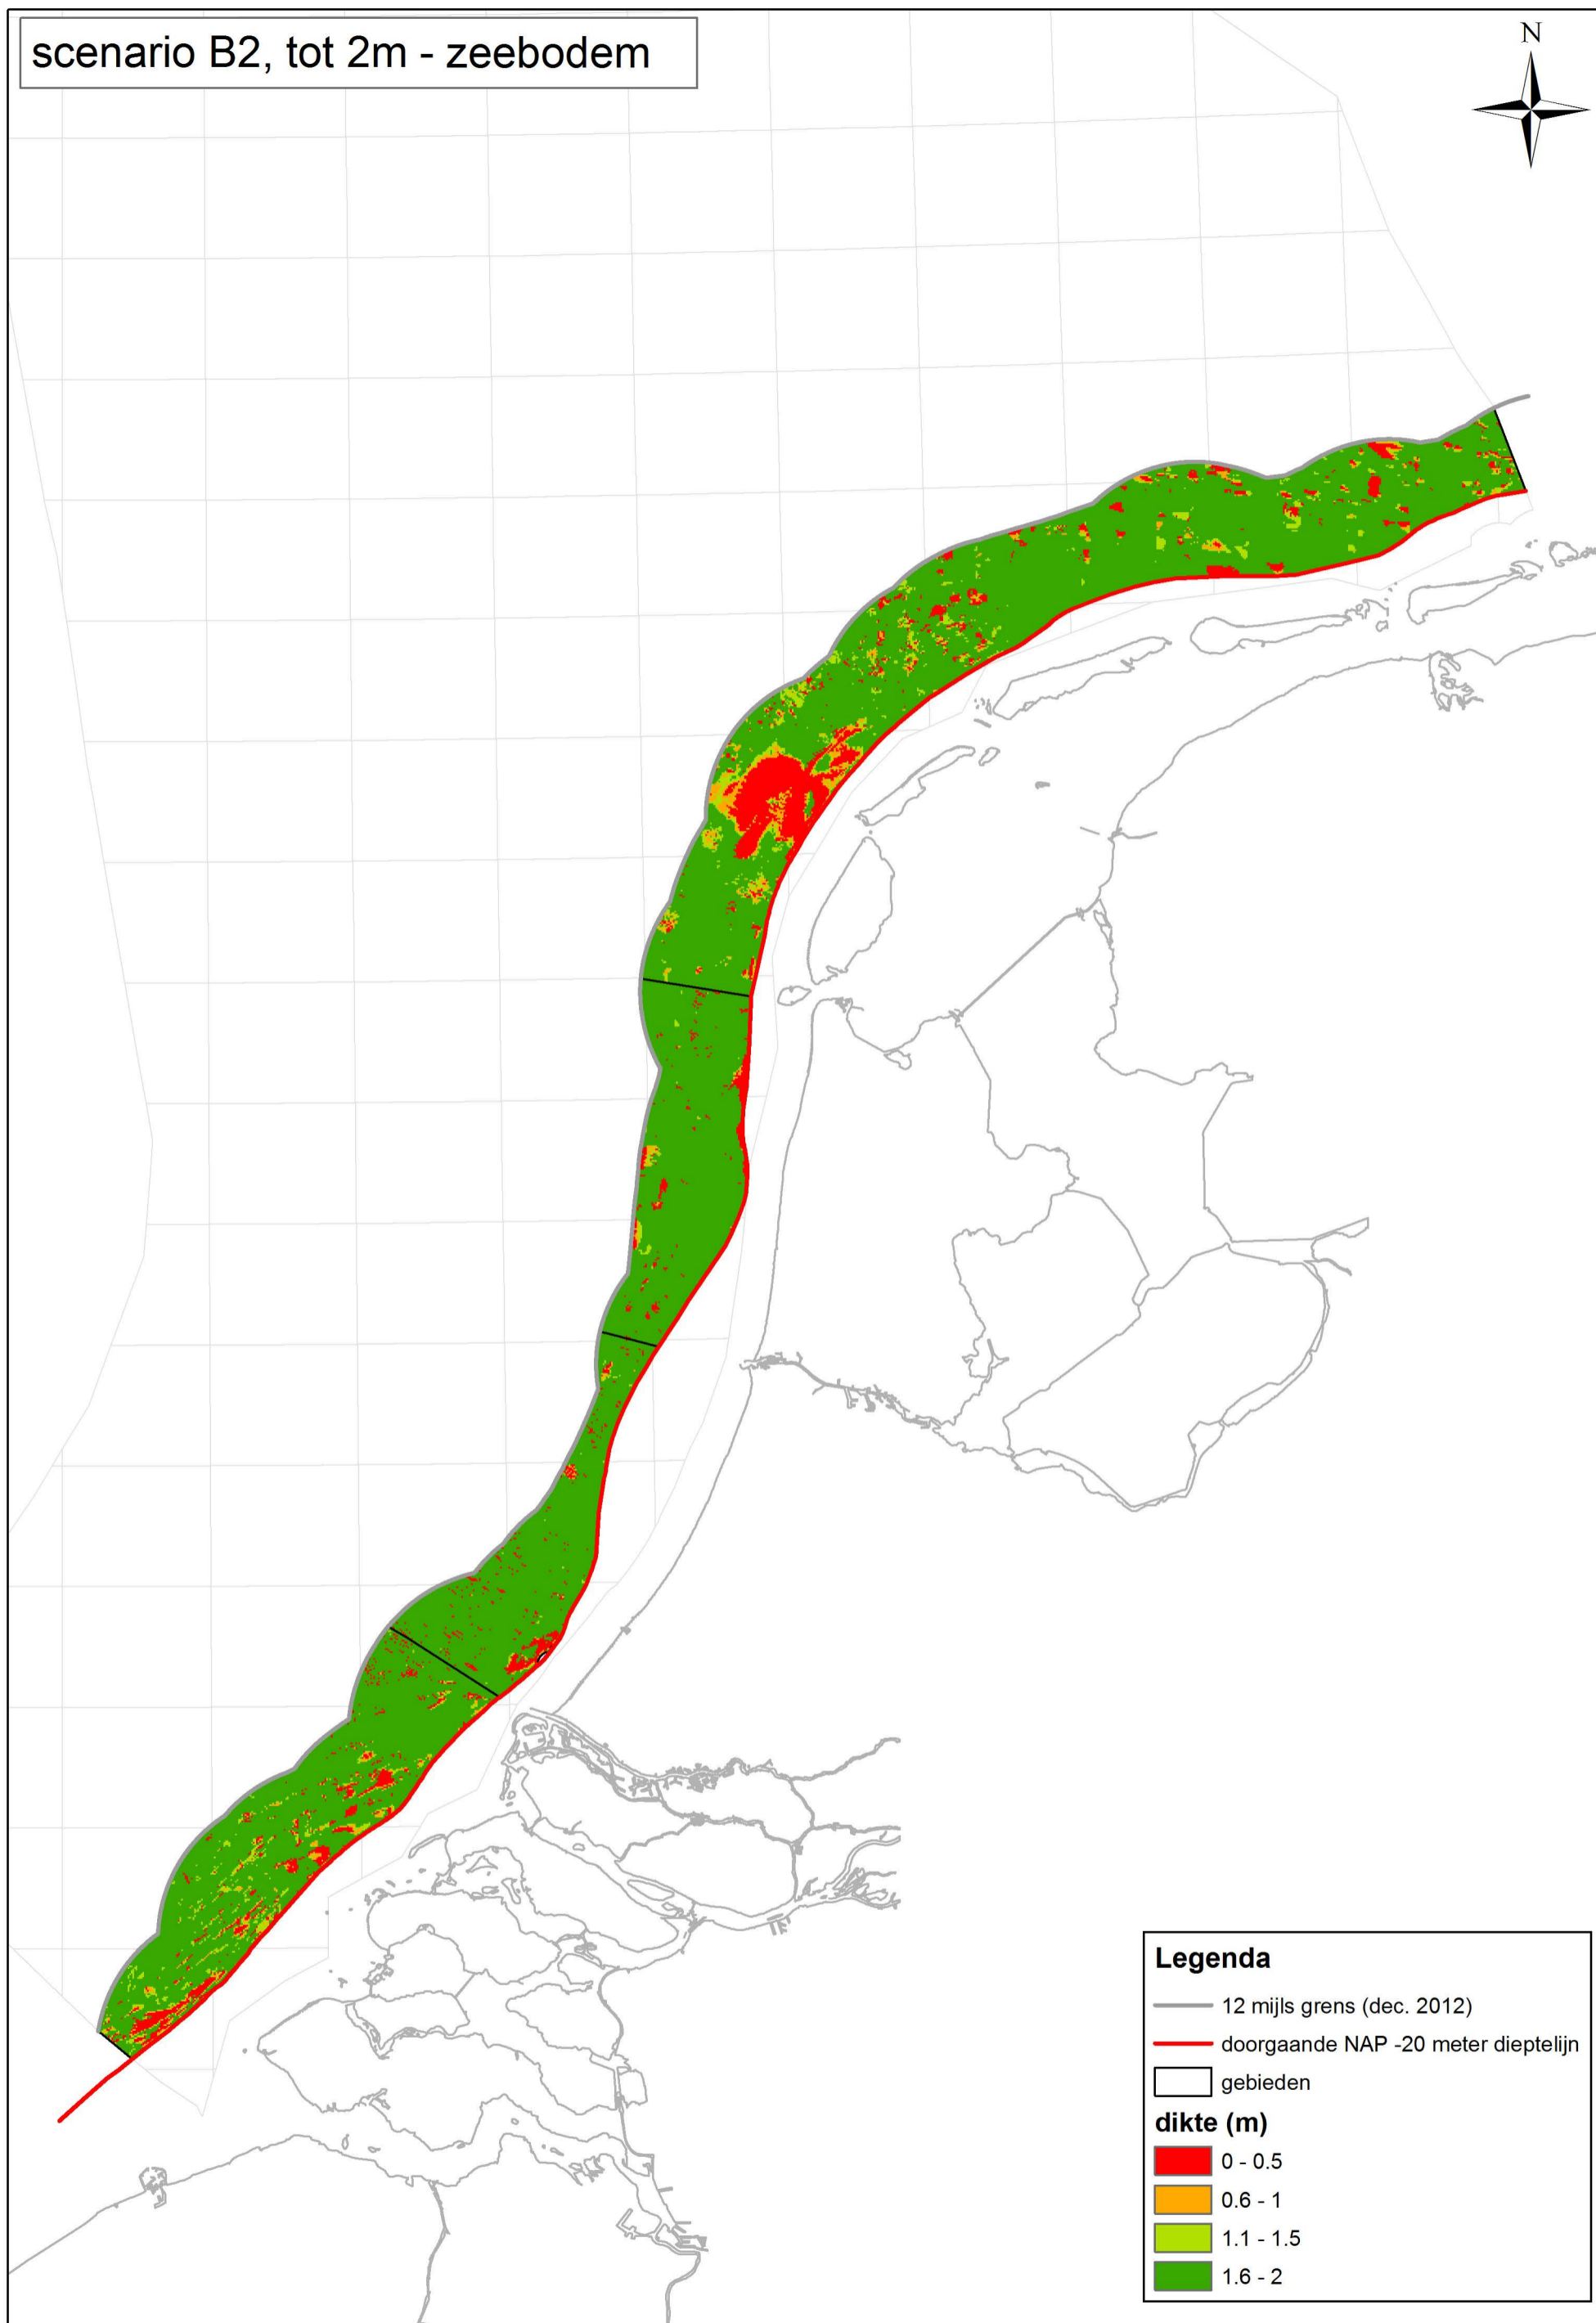 scenario B2, tot 2m - zeebodem
N
Legenda
12 mijls grens (dec. 2012)
doorgaande NAP -20 meter dieptelijn
gebieden
dikte (m)
0 - 0.5
0.6 - 1
1.1 - 1.5
1.6 - 2